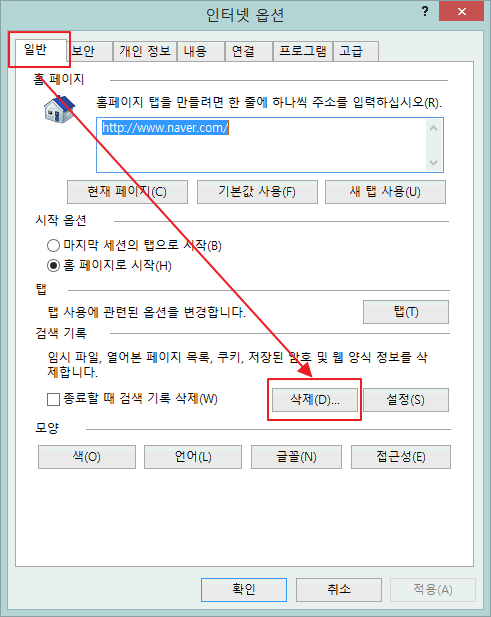 인터넷 옵션
일반 보안 개인 정보 내용 연결 프로그램 고급
홈 페이지
홈페이지 탭을 만들려면 한 줄에 하나씩 주소를 입력하십시오(R).
http://www.naver.com/
현재 페이지(C) 기본값 사용(F) 새 탭 사용(U)
시작 옵션
마지막 세션의 탭으로 시작(B)
홈 페이지로 시작(H)
탭
탭 사용에 관련된 옵션을 변경합니다. 탭(T)
검색 기록
임시 파일, 열어본 페이지 목록, 쿠키, 저장된 암호 및 웹 양식 정보를 삭
제합니다.
종료할 때 검색 기록 삭제(W) 삭제(D)... 설정(S)
모양
색(O) 언어(L) 글꼴(N) 접근성(E)
확인 취소 적용(A)